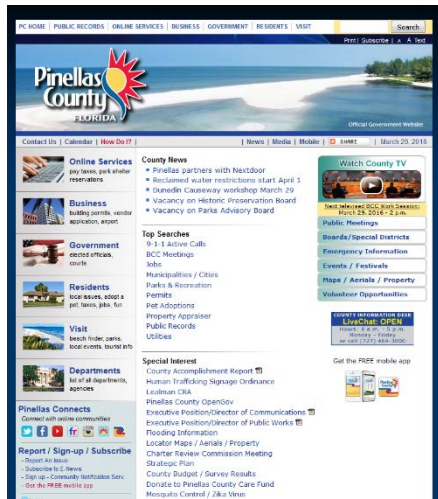 PC HOME | PUBLIC RECORDS | ONLINE SERVICES | BUSINESS | GOVERNMENT | RESIDENTS | VISIT
Search
Print | Subscribe | A A Text
Pinellas
County
FLORIDA
Official Government Website
Contact Us | Calendar | How Do I? |
| News | Media | Mobile | SHARE | March 29, 2016
Online Services
pay taxes, park shelter
reservations
Business
building permits, vendor
application, airport
Government
elected officials,
courts
Residents
local issues, adopt a
pet, taxes, jobs, fun
Visit
beach finder, parks,
local events, tourist info
Departments
list of all departments,
agencies
Pinellas Connects
Connect with online communities
Report / Sign-up / Subscribe
- Report An Issue
- Subscribe to E-News
- Sign up - Community Notification Serv.
- Get the FREE mobile app
County News
Pinellas partners with Nextdoor
Reclaimed water restrictions start April 1
Dunedin Causeway workshop March 29
Vacancy on Historic Preservation Board
Vacancy on Parks Advisory Board
Top Searches
9-1-1 Active Calls
BCC Meetings
Jobs
Municipalities / Cities
Parks & Recreation
Permits
Pet Adoptions
Property Appraiser
Public Records
Utilities
Special Interest
County Accomplishment Report
Human Trafficking Signage Ordinance
Lealman CRA
Pinellas County OpenGov
Executive Position/Director of Communications
Executive Position/Director of Public Works
Flooding Information
Locator Maps / Aerials / Property
Charter Review Commission Meeting
Strategic Plan
County Budget / Survey Results
Donate to Pinellas County Care Fund
Mosquito Control / Zika Virus
Watch County TV
Next televised BCC Work Session:
March 29, 2016 - 2 p.m.
Public Meetings
Boards/Special Districts
Emergency Information
Events / Festivals
Maps / Aerials / Property
Volunteer Opportunities
COUNTY INFORMATION DESK
LiveChat: OPEN
Hours: 8 a.m. - 5 p.m.
Monday - Friday
or call (727) 464-3000
Get the FREE mobile app